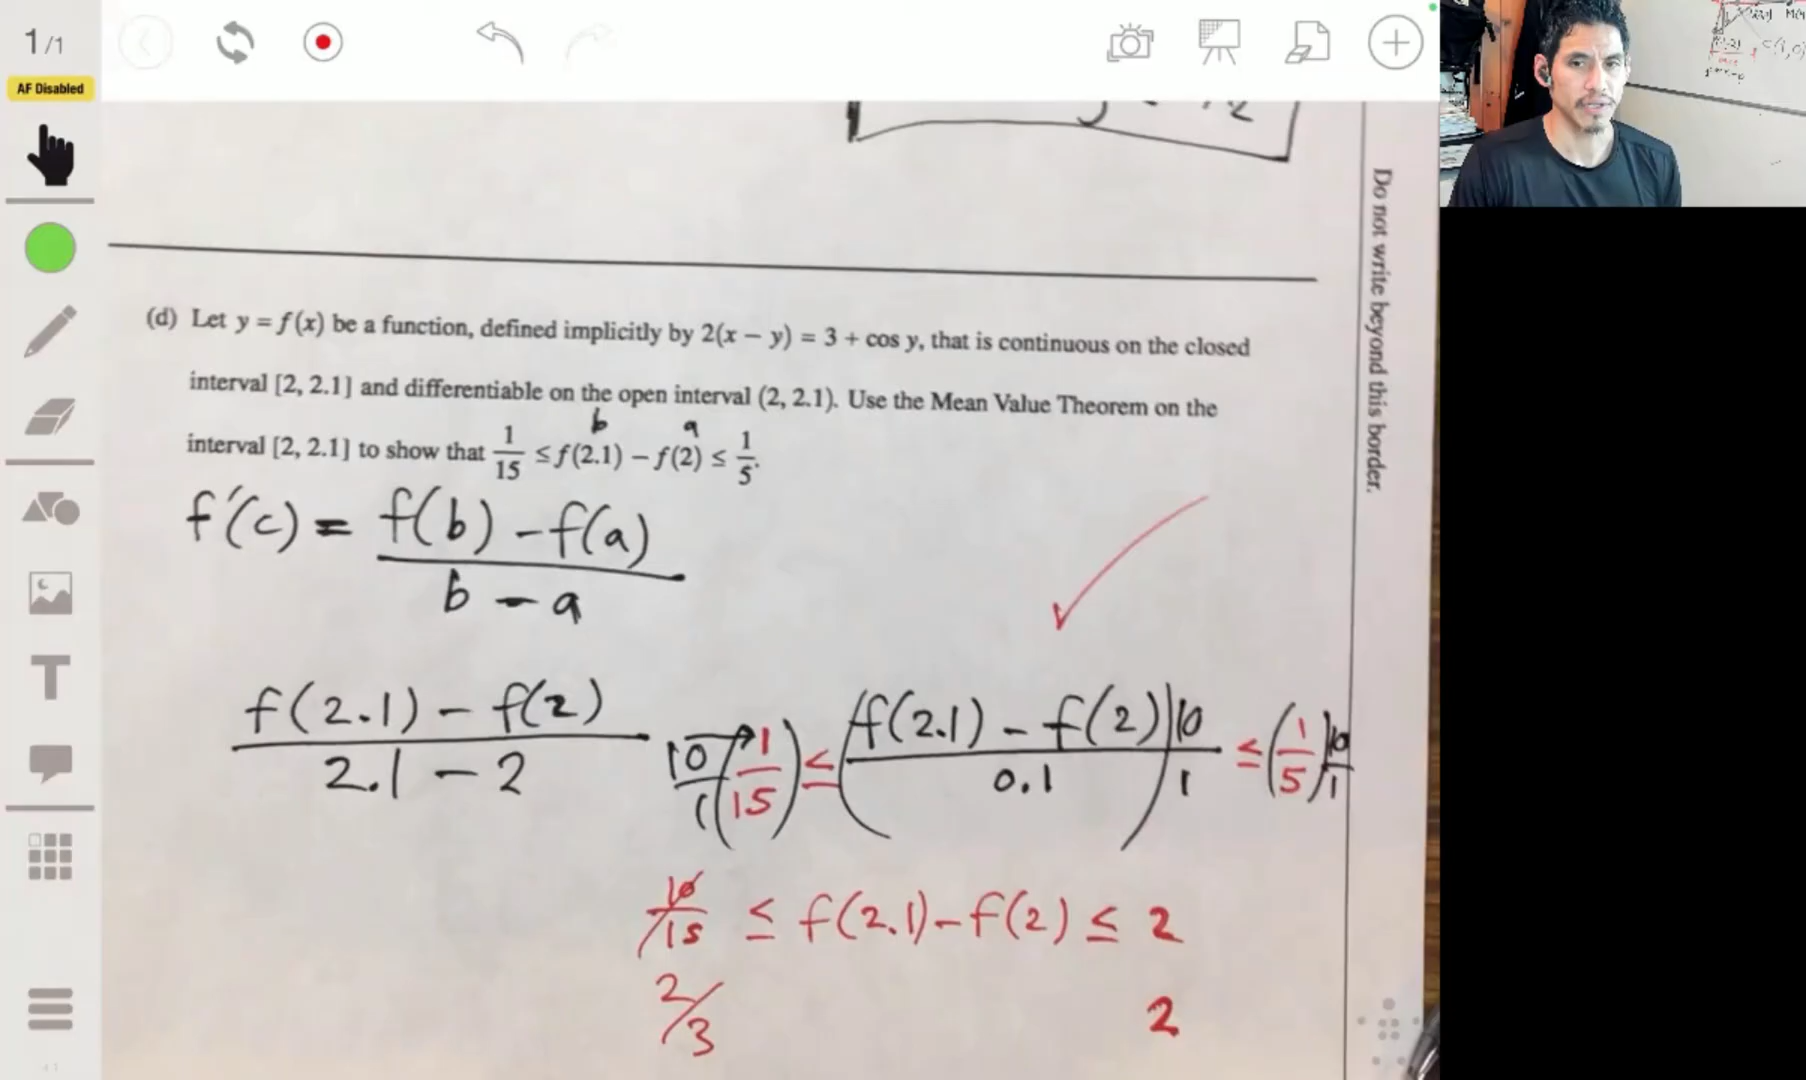 1/1
AF Disabled
(d) Let y = f(x) be a function, defined implicitly by 2(x − y) = 3 + cos y, that is continuous on the closed
interval [2, 2.1] and differentiable on the open interval (2, 2.1). Use the Mean Value Theorem on the
b a
interval [2, 2.1] to show that 1/15 ≤ f(2.1) − f(2) ≤ 1/5.
f'(c) = f(b) − f(a) / b − a
f(2.1) − f(2) / 2.1 − 2
10/1 (1/15) ≤ (f(2.1) − f(2) / 0.1) 10/1 ≤ (1/5) 10/1
10/15 ≤ f(2.1) − f(2) ≤ 2
2/3 2
Do not write beyond this border.
T